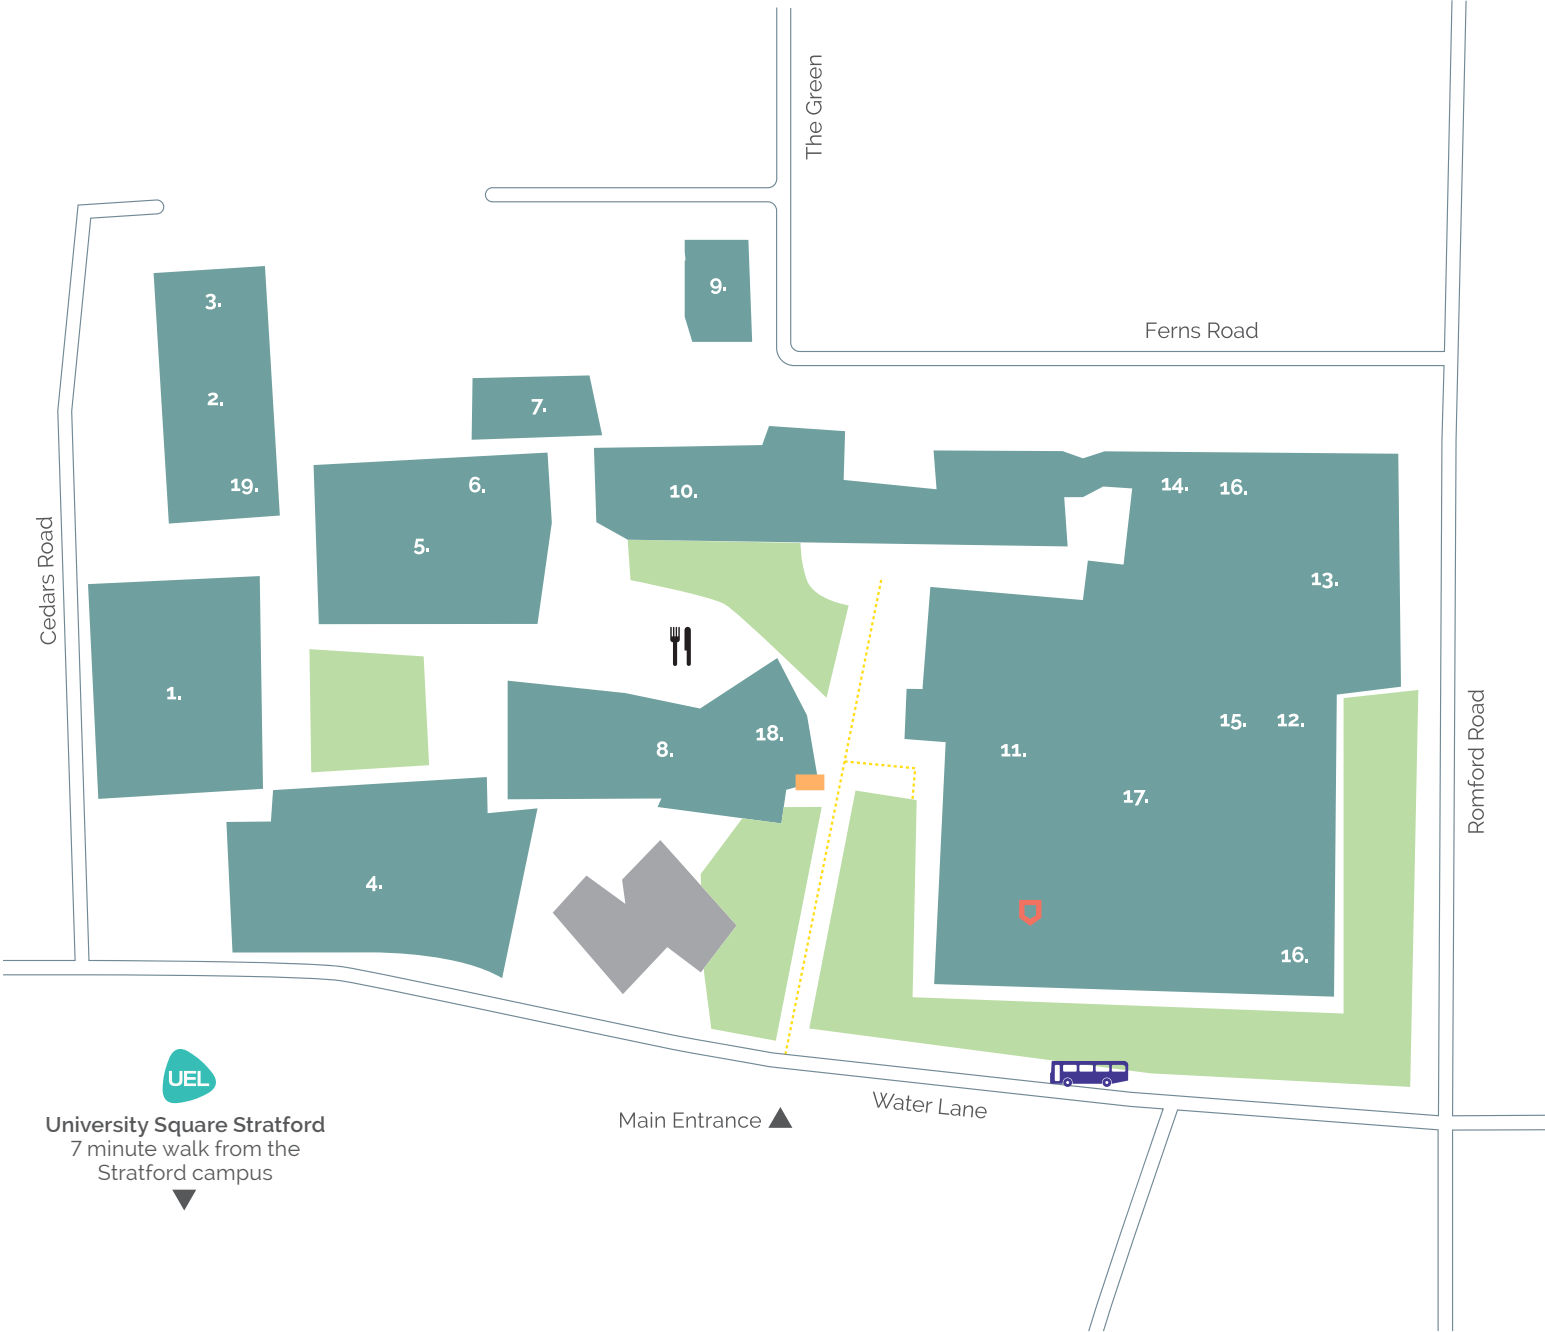 The Green
Ferns Road
9.
3.
2.
7.
19.
6.
10.
14.
16.
5.
13.
Cedars Road
1.
8.
18.
11.
15.
12.
Romford Road
17.
4.
16.
UEL
University Square Stratford
7 minute walk from the
Stratford campus
Main Entrance
Water Lane